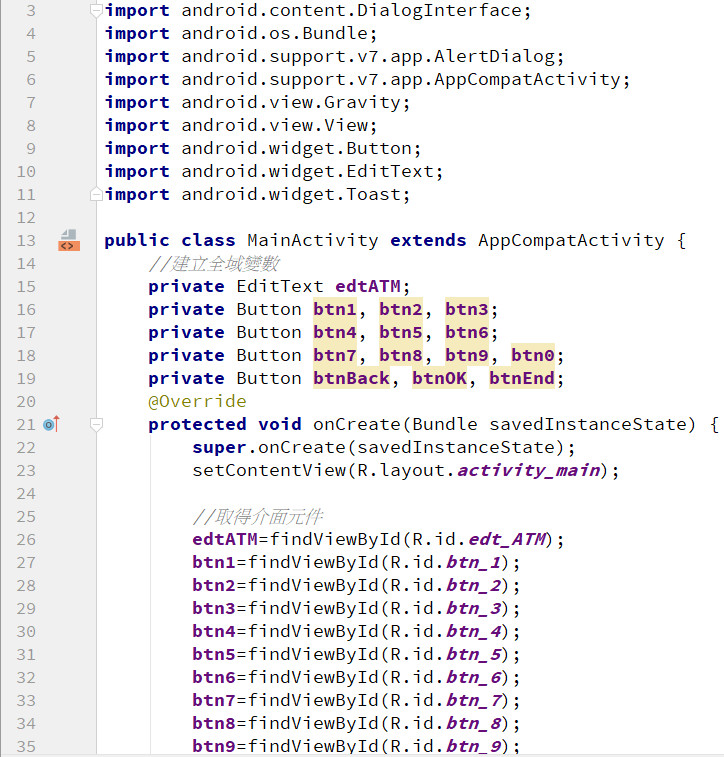 3 import android.content.DialogInterface;
4 import android.os.Bundle;
5 import android.support.v7.app.AlertDialog;
6 import android.support.v7.app.AppCompatActivity;
7 import android.view.Gravity;
8 import android.view.View;
9 import android.widget.Button;
10 import android.widget.EditText;
11 import android.widget.Toast;
12
13 public class MainActivity extends AppCompatActivity {
14 //建立全域變數
15 private EditText edtATM;
16 private Button btn1, btn2, btn3;
17 private Button btn4, btn5, btn6;
18 private Button btn7, btn8, btn9, btn0;
19 private Button btnBack, btnOK, btnEnd;
20 @Override
21 protected void onCreate(Bundle savedInstanceState) {
22 super.onCreate(savedInstanceState);
23 setContentView(R.layout.activity_main);
24
25 //取得介面元件
26 edtATM=findViewById(R.id.edt_ATM);
27 btn1=findViewById(R.id.btn_1);
28 btn2=findViewById(R.id.btn_2);
29 btn3=findViewById(R.id.btn_3);
30 btn4=findViewById(R.id.btn_4);
31 btn5=findViewById(R.id.btn_5);
32 btn6=findViewById(R.id.btn_6);
33 btn7=findViewById(R.id.btn_7);
34 btn8=findViewById(R.id.btn_8);
35 btn9=findViewById(R.id.btn_9);